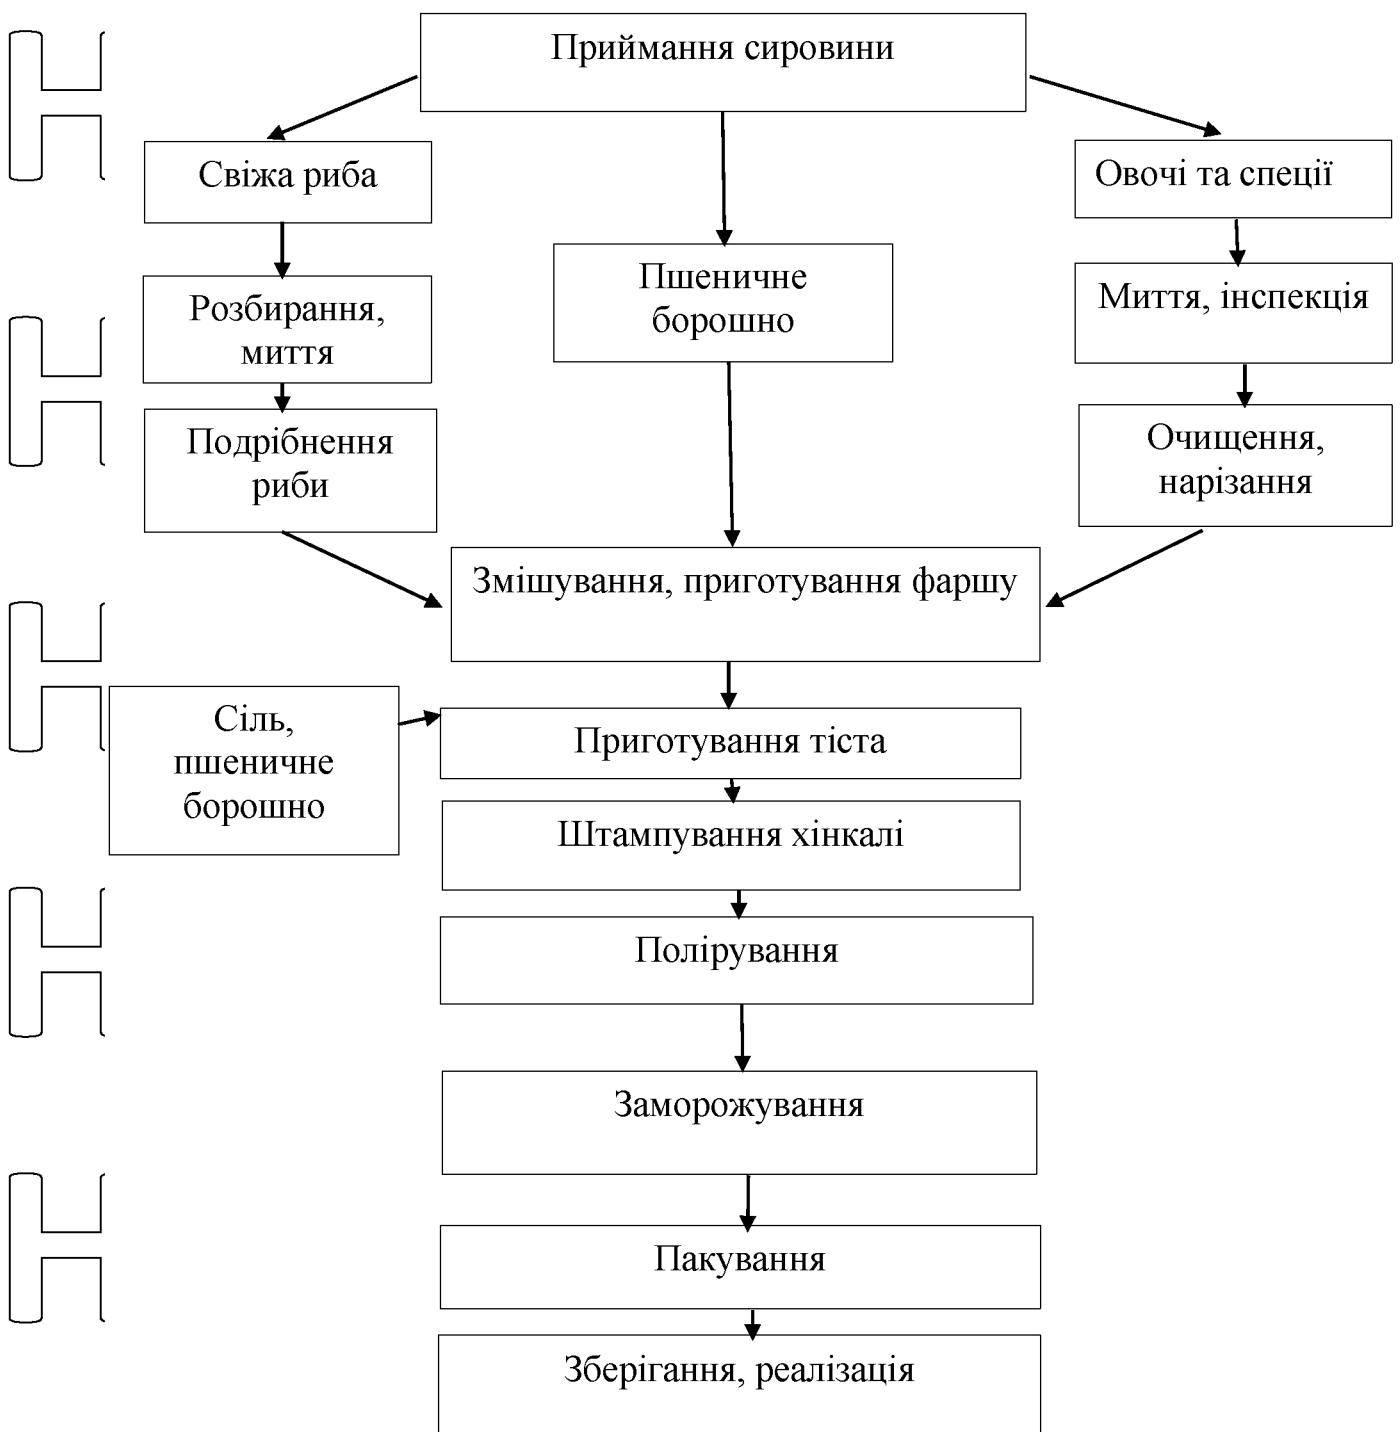 Приймання сировини
Свіжа риба
Овочі та спеції
Пшеничне
борошно
Розбирання,
миття
Миття, інспекція
Подрібнення
риби
Очищення,
нарізання
Змішування, приготування фаршу
Сіль,
пшеничне
борошно
Приготування тіста
Штампування хінкалі
Полірування
Заморожування
Пакування
Зберігання, реалізація